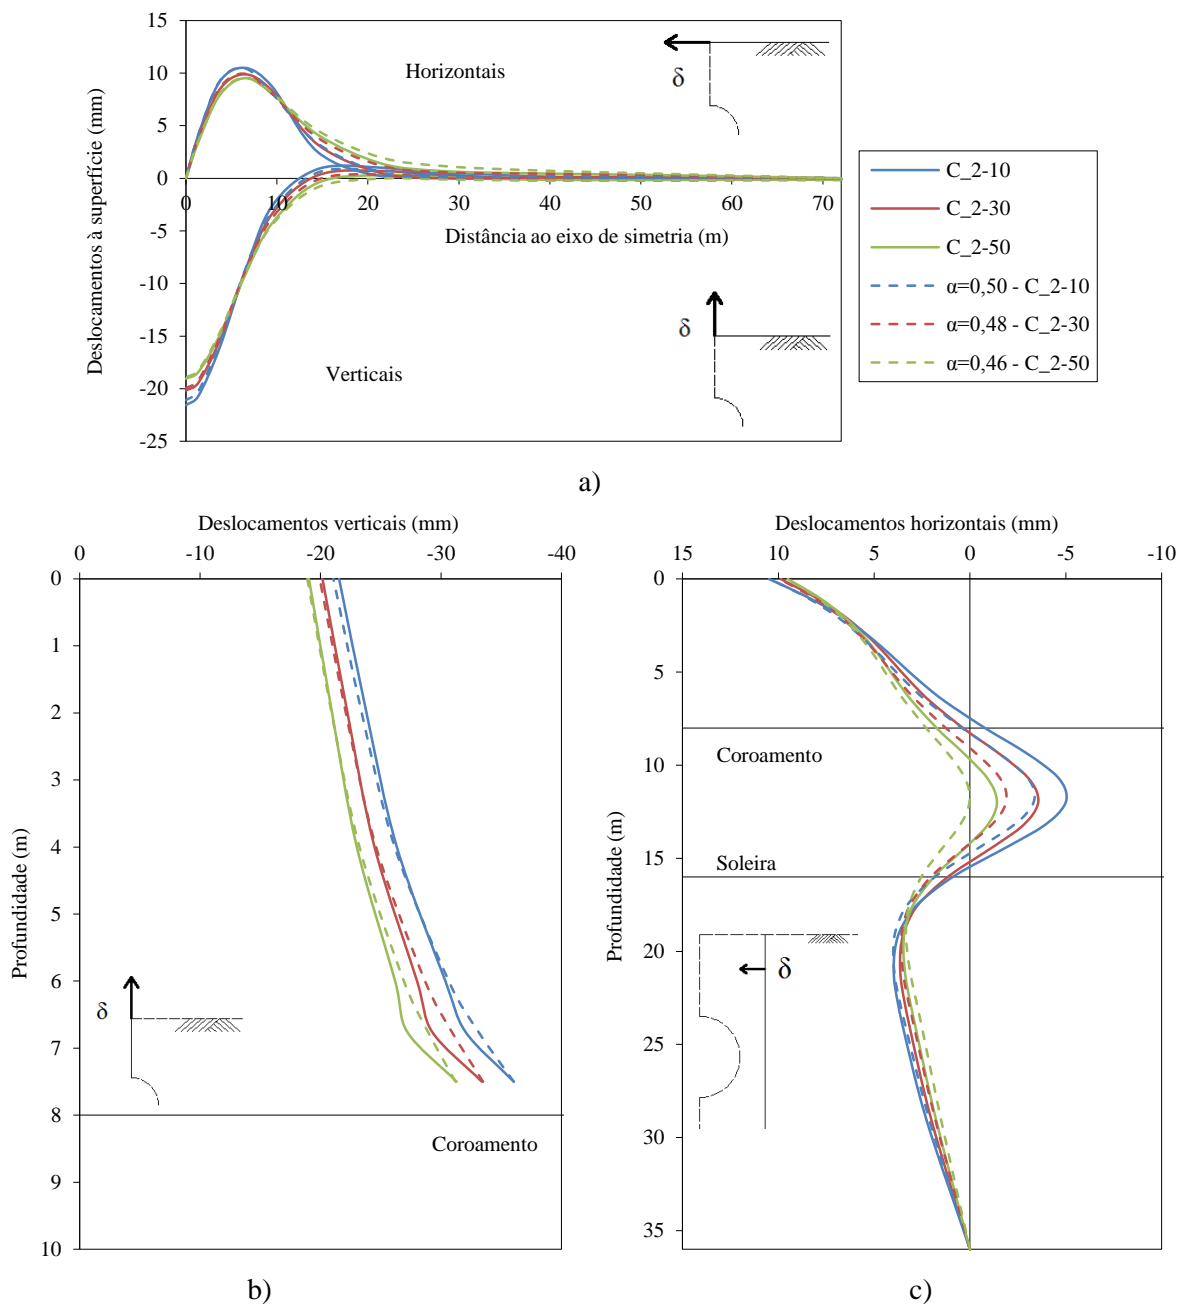 15
10
5
0
-5
-10
-15
-20
-25
Deslocamentos à superfície (mm)
Horizontais
δ
0 10 20 30 40 50 60 70
Distância ao eixo de simetria (m)
δ
Verticais
C_2-10
C_2-30
C_2-50
α=0,50 - C_2-10
α=0,48 - C_2-30
α=0,46 - C_2-50
a)
Deslocamentos verticais (mm)
0 -10 -20 -30 -40
0
1
2
3
4
5
6
7
8
9
10
Profundidade (m)
δ
Coroamento
b)
Deslocamentos horizontais (mm)
15 10 5 0 -5 -10
0
5
10
15
20
25
30
35
Profundidade (m)
Coroamento
Soleira
δ
c)